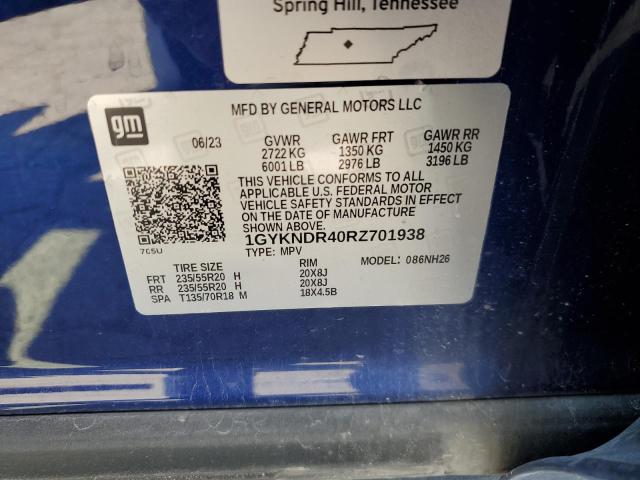 Spring Hill, Tennessee
gm
MFD BY GENERAL MOTORS LLC
06/23 GVWR GAWR FRT GAWR RR
2722 KG 1350 KG 1450 KG
6001 LB 2976 LB 3196 LB
THIS VEHICLE CONFORMS TO ALL
APPLICABLE U.S. FEDERAL MOTOR
VEHICLE SAFETY STANDARDS IN EFFECT
ON THE DATE OF MANUFACTURE
SHOWN ABOVE.
1GYKNDR40RZ701938
7C5U TYPE: MPV MODEL: 086NH26
TIRE SIZE RIM
FRT 235/55R20 H 20X8J
RR 235/55R20 H 20X8J
SPA T135/70R18 M 18X4.5B